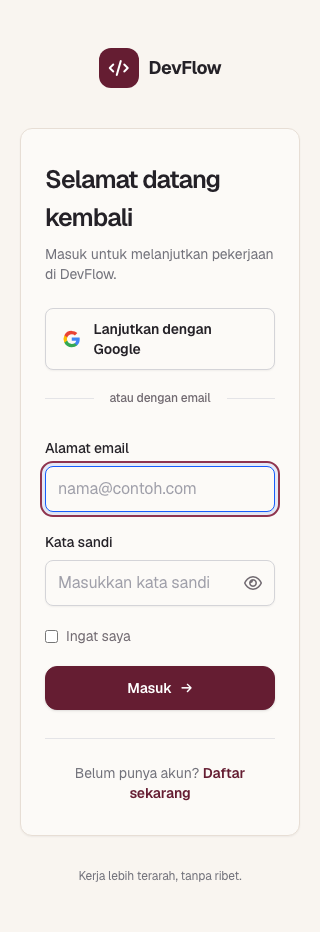 DevFlow
Selamat datang
kembali
Masuk untuk melanjutkan pekerjaan
di DevFlow.
Lanjutkan dengan
Google
atau dengan email
Alamat email
nama@contoh.com
Kata sandi
Masukkan kata sandi
Ingat saya
Masuk →
Belum punya akun? Daftar
sekarang
Kerja lebih terarah, tanpa ribet.